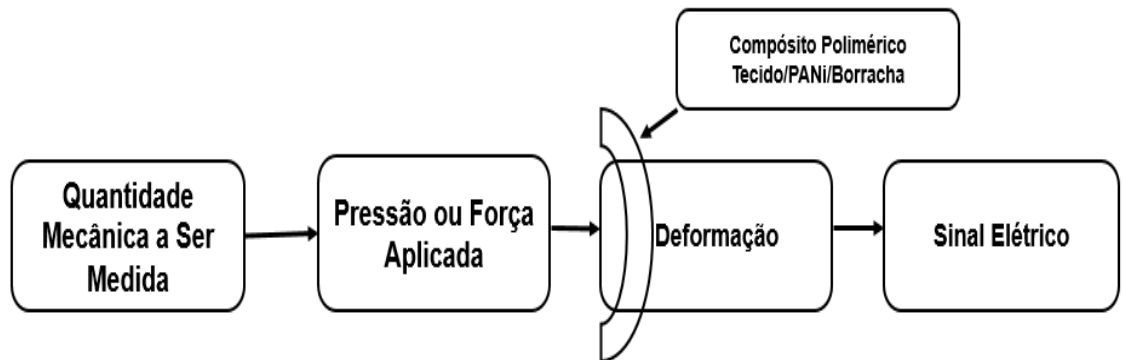 Compósito Polimérico
Tecido/PANi/Borracha
Quantidade
Mecânica a Ser
Medida
Pressão ou Força
Aplicada
Deformação
Sinal Elétrico